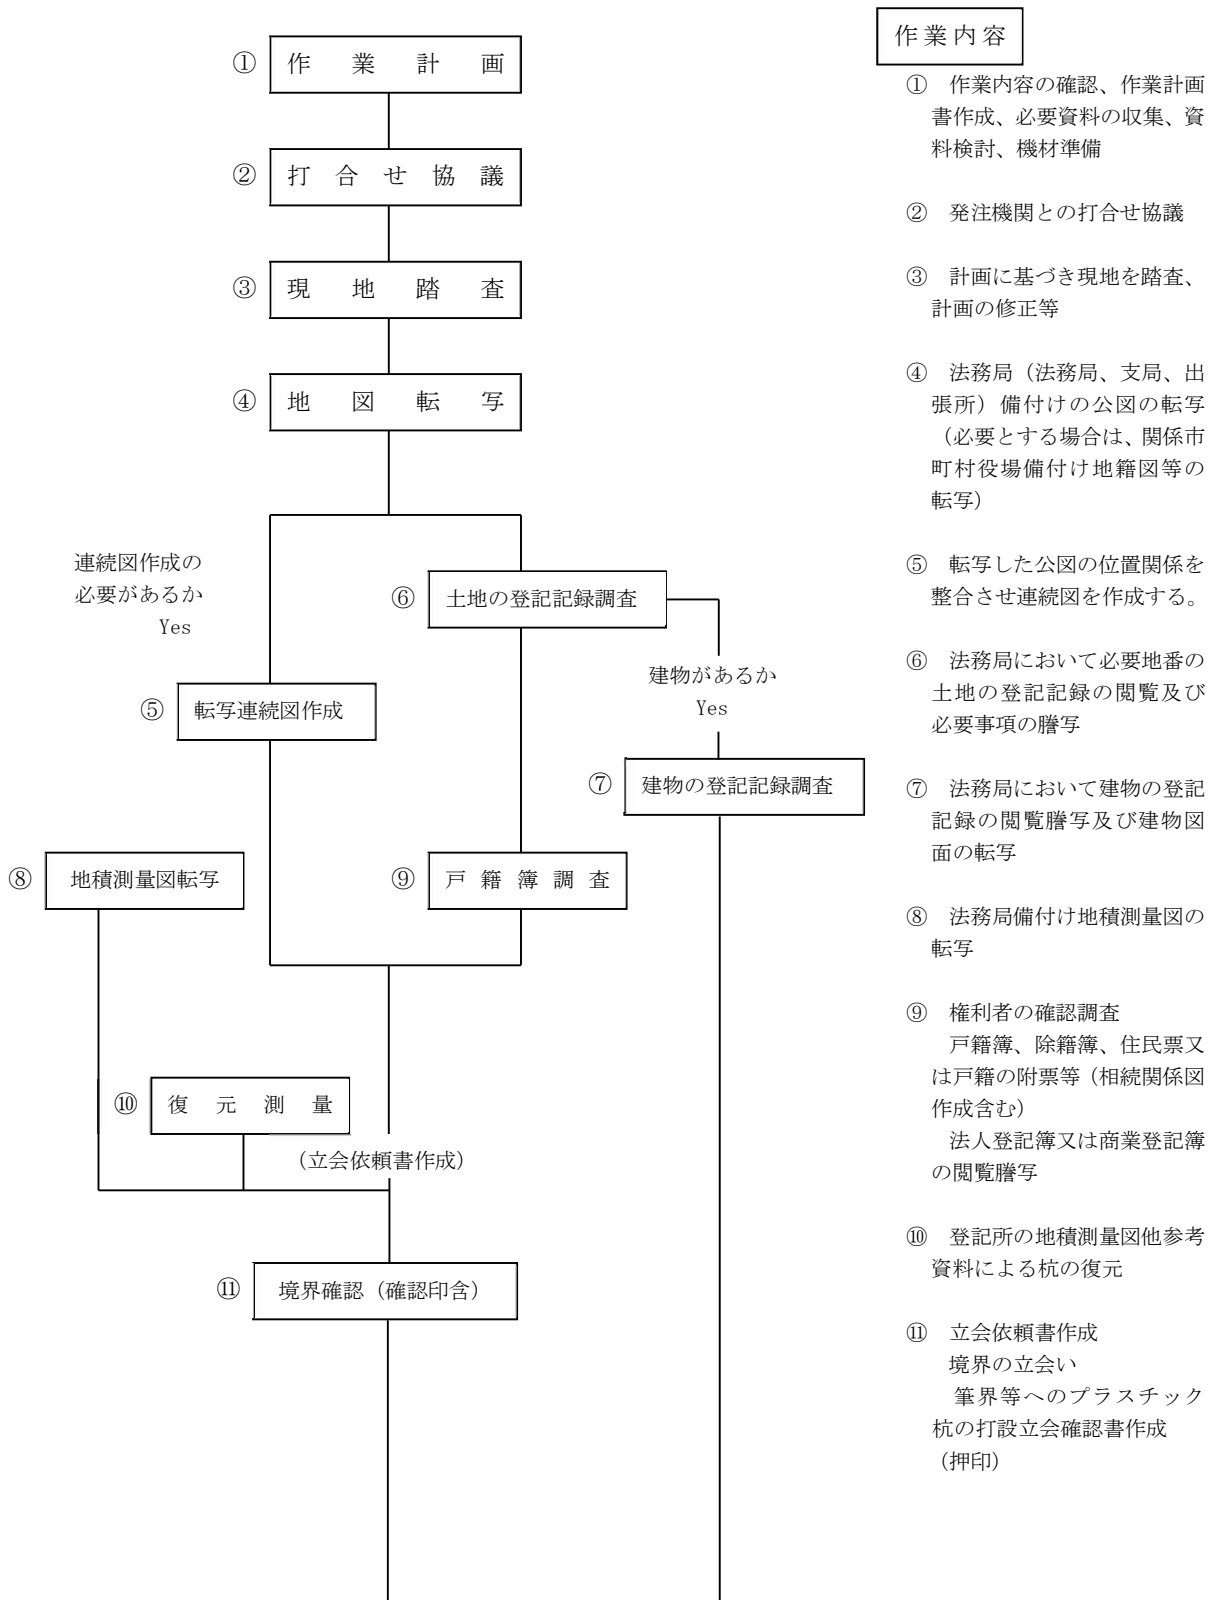 ① 作業計画
② 打合せ協議
③ 現地踏査
④ 地図転写
連続図作成の
必要があるか
Yes
⑥ 土地の登記記録調査
建物があるか
Yes
⑤ 転写連続図作成
⑦ 建物の登記記録調査
⑧ 地積測量図転写
⑨ 戸籍簿調査
⑩ 復元測量
(立会依頼書作成)
⑪ 境界確認（確認印含）
作業内容
① 作業内容の確認、作業計画
書作成、必要資料の収集、資
料検討、機材準備
② 発注機関との打合せ協議
③ 計画に基づき現地を踏査、
計画の修正等
④ 法務局（法務局、支局、出
張所）備付けの公図の転写
（必要とする場合は、関係市
町村役場備付け地籍図等の
転写）
⑤ 転写した公図の位置関係を
整合させ連続図を作成する。
⑥ 法務局において必要地番の
土地の登記記録の閲覧及び
必要事項の謄写
⑦ 法務局において建物の登記
記録の閲覧謄写及び建物図
面の転写
⑧ 法務局備付け地積測量図の
転写
⑨ 権利者の確認調査
戸籍簿、除籍簿、住民票又
は戸籍の附票等（相続関係図
作成含む）
法人登記簿又は商業登記簿
の閲覧謄写
⑩ 登記所の地積測量図他参考
資料による杭の復元
⑪ 立会依頼書作成
境界の立会い
筆界等へのプラスチック
杭の打設立会確認書作成
（押印）